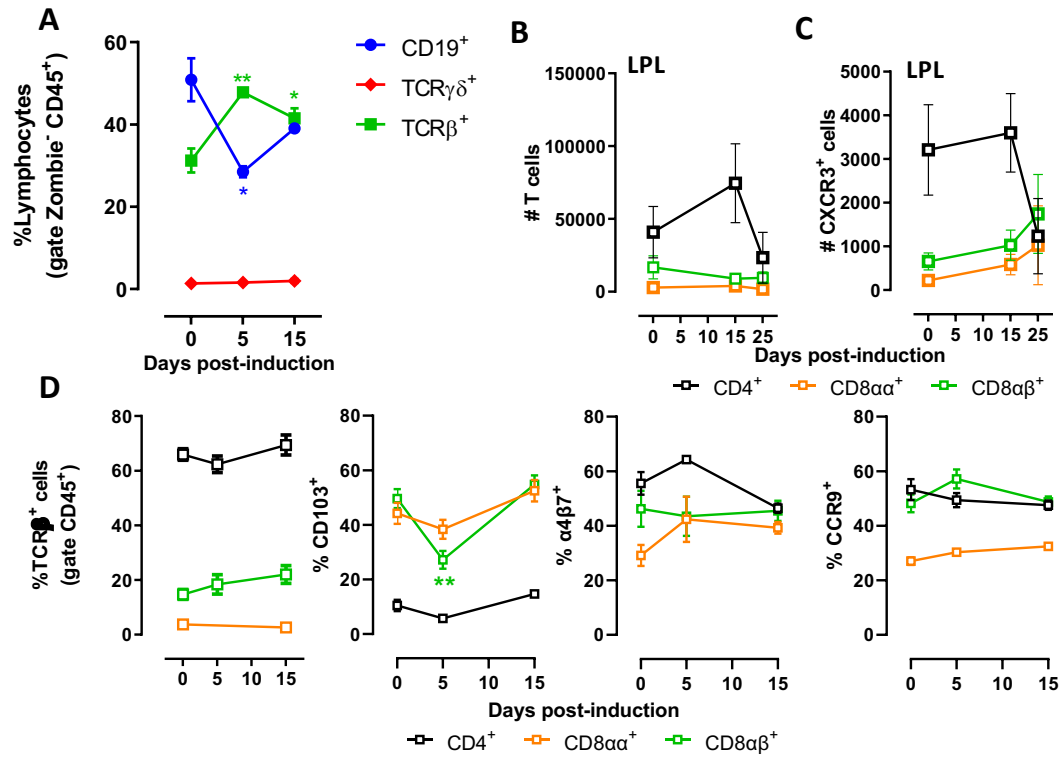 A
%Lymphocytes
(gate Zombie⁻ CD45⁺)
60
40
20
0
0 5 15
Days post-induction
CD19⁺
TCRγδ⁺
TCRβ⁺
**
*
*
B
LPL
# T cells
150000
100000
50000
0
0 5 10 15 25
C
LPL
# CXCR3⁺ cells
5000
4000
3000
2000
1000
0
0 5 10 15 25
Days post-induction
CD4⁺ CD8αα⁺ CD8αβ⁺
D
%TCRβ⁺ cells
(gate CD45⁺)
80
60
40
20
0
0 5 10 15
% CD103⁺
80
60
40
20
0
**
0 5 10 15
% α4β7⁺
80
60
40
20
0
0 5 10 15
% CCR9⁺
80
60
40
20
0
0 5 10 15
Days post-induction
CD4⁺ CD8αα⁺ CD8αβ⁺